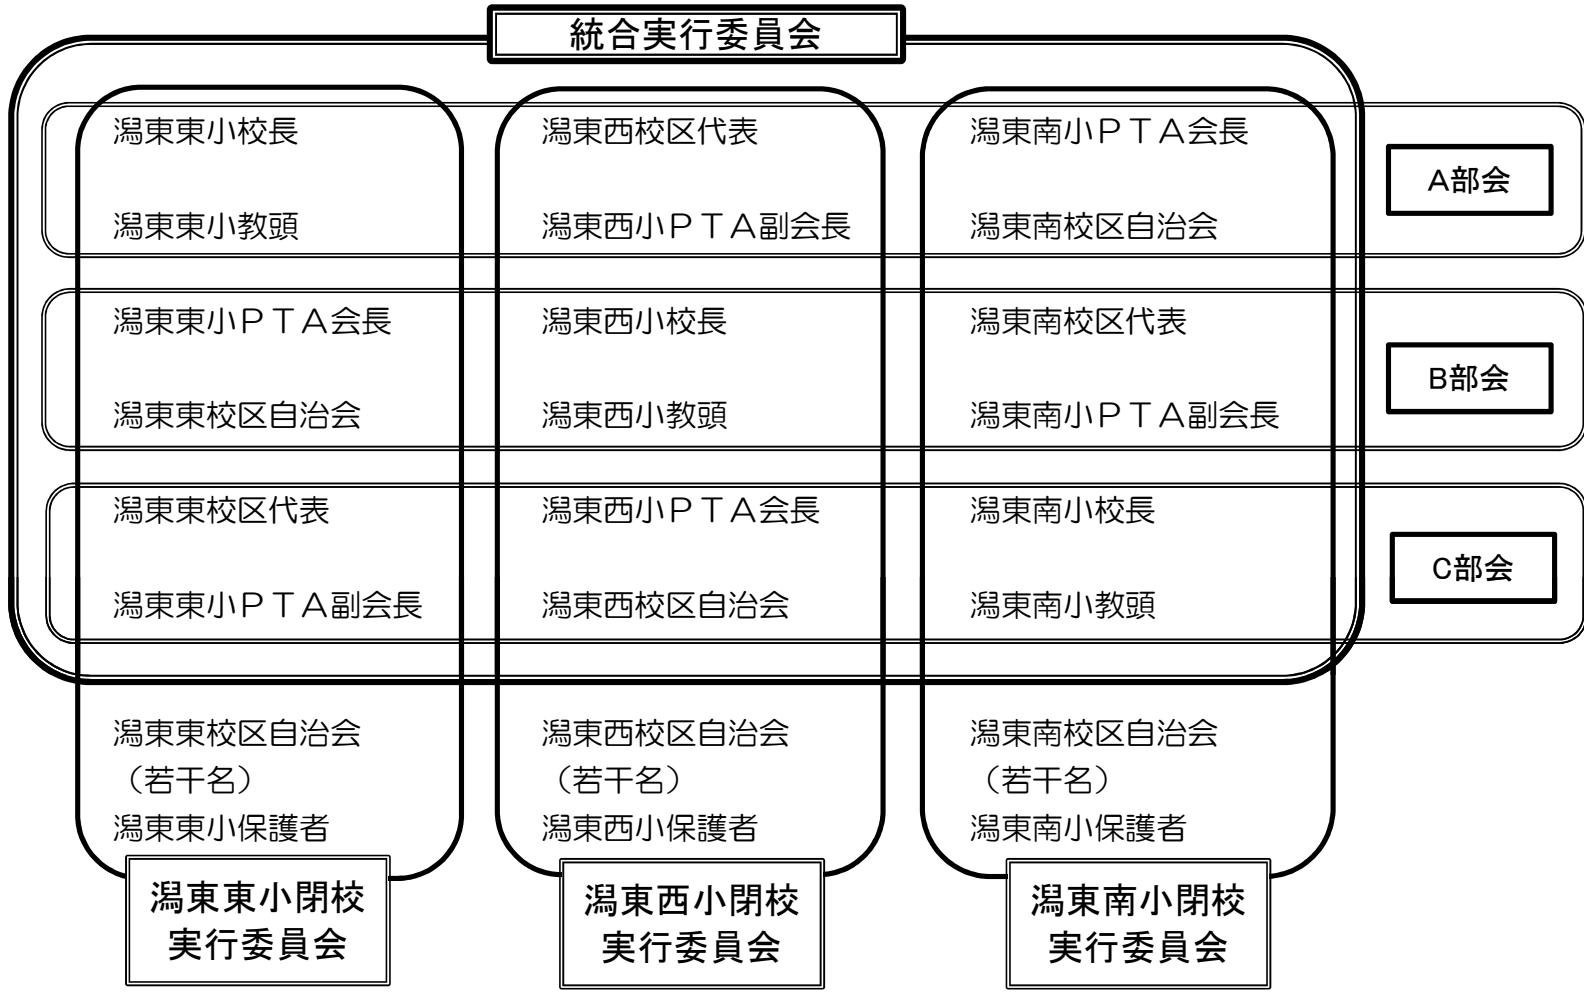 統合実行委員会
潟東東小校長
潟東西校区代表
潟東南小ＰＴＡ会長
A部会
潟東東小教頭
潟東西小ＰＴＡ副会長
潟東南校区自治会
潟東東小ＰＴＡ会長
潟東西小校長
潟東南校区代表
B部会
潟東東校区自治会
潟東西小教頭
潟東南小ＰＴＡ副会長
潟東東校区代表
潟東西小ＰＴＡ会長
潟東南小校長
C部会
潟東東小ＰＴＡ副会長
潟東西校区自治会
潟東南小教頭
潟東東校区自治会
（若干名）
潟東東小保護者
潟東西校区自治会
（若干名）
潟東西小保護者
潟東南校区自治会
（若干名）
潟東南小保護者
潟東東小閉校
実行委員会
潟東西小閉校
実行委員会
潟東南小閉校
実行委員会